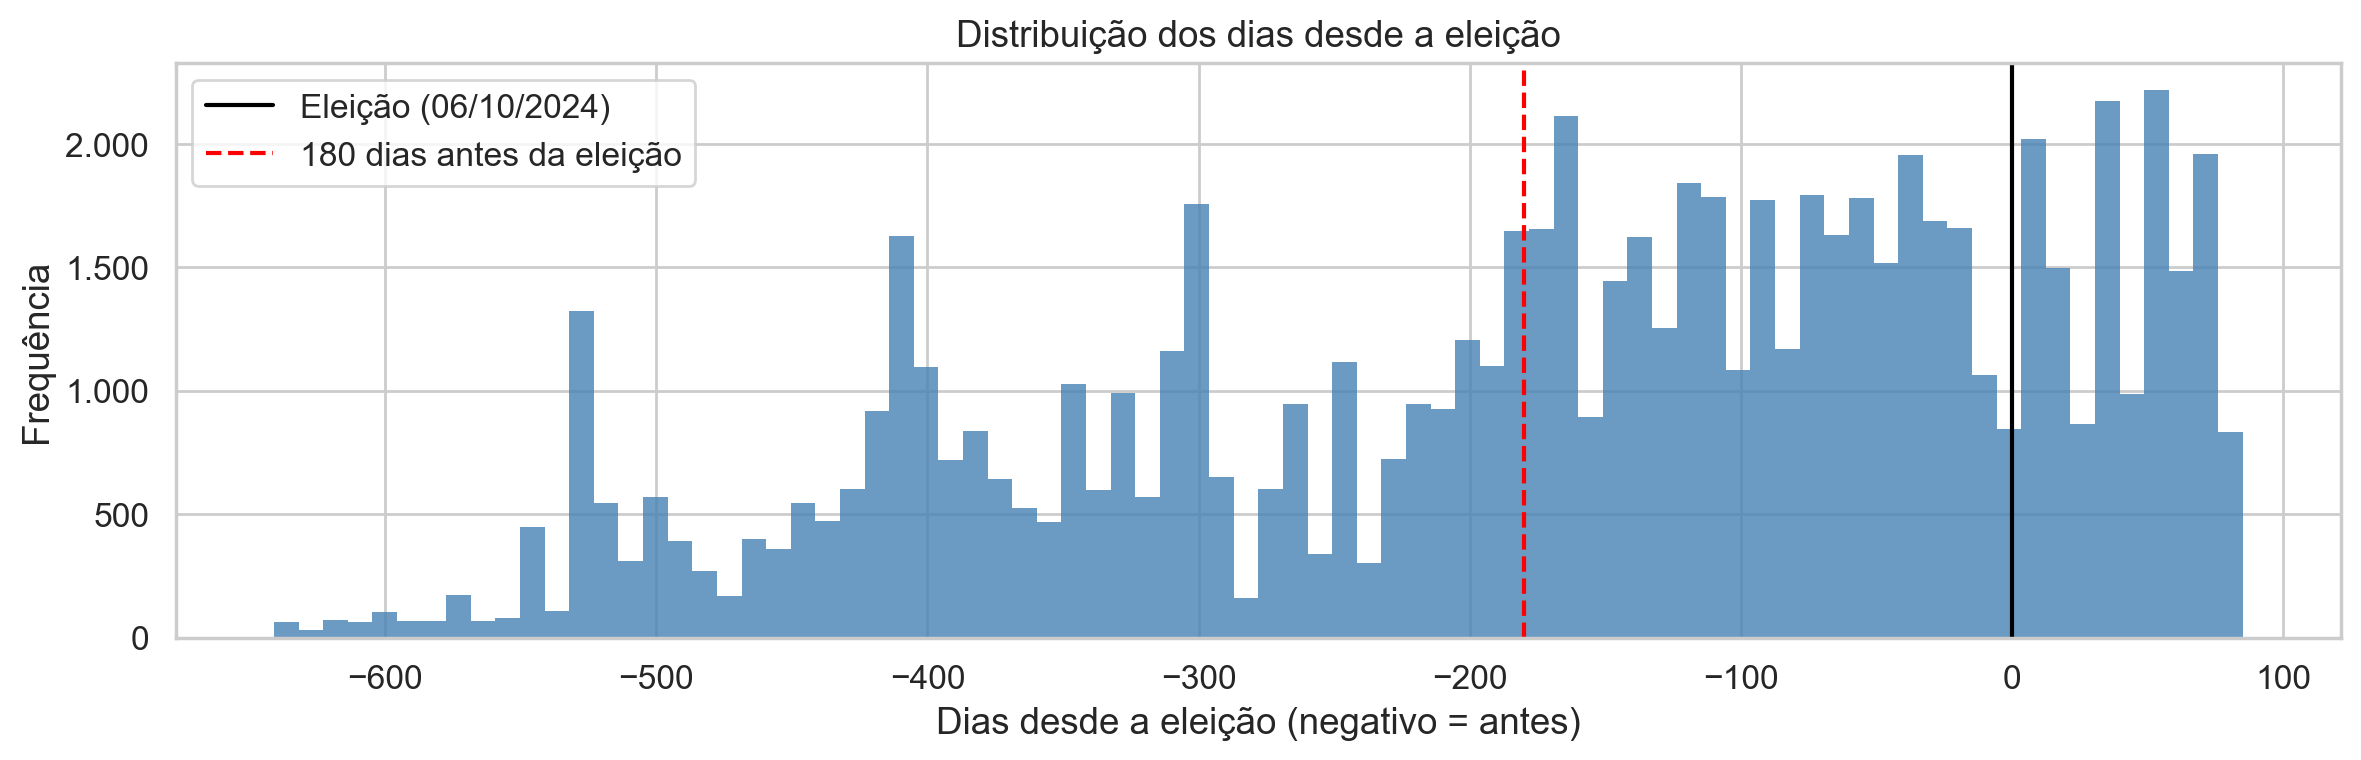 Distribuição dos dias desde a eleição
Eleição (06/10/2024)
180 dias antes da eleição
Frequência
2.000
1.500
1.000
500
0
−600 −500 −400 −300 −200 −100 0 100
Dias desde a eleição (negativo = antes)